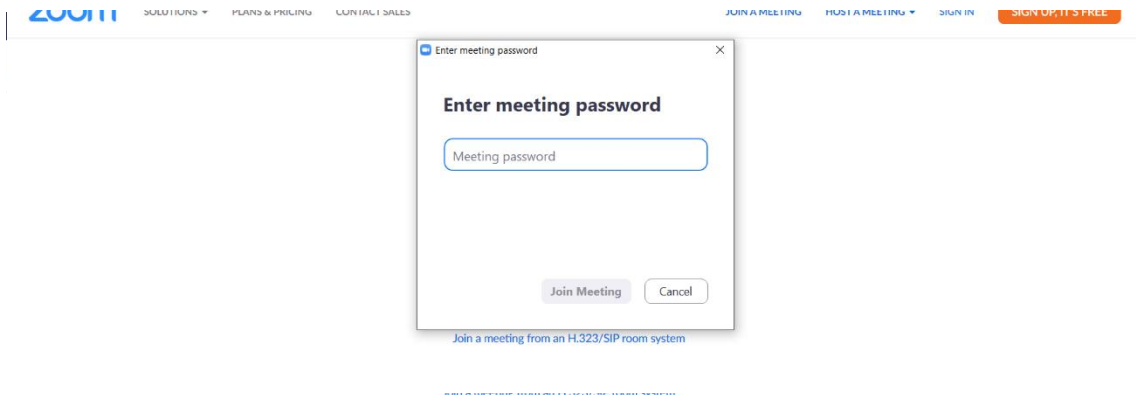 zoom SOLUTIONS PLANS & PRICING CONTACT SALES JOIN A MEETING HOST A MEETING SIGN IN SIGN UP, IT'S FREE
Enter meeting password
Enter meeting password
Meeting password
Join Meeting Cancel
Join a meeting from an H.323/SIP room system